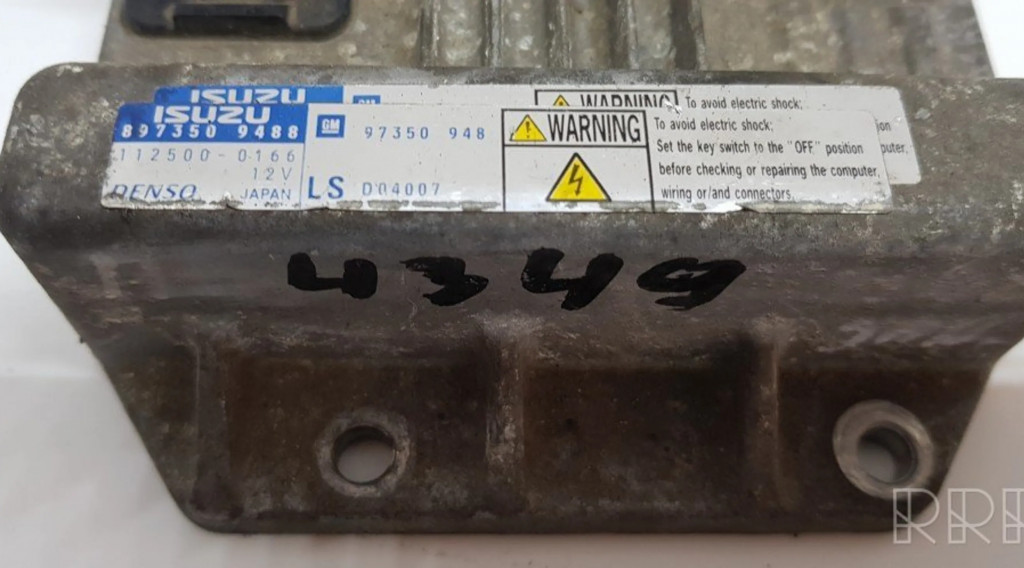 ISUZU GM WARNING To avoid electric shock;
ISUZU
897350 9488
112500-0166
12V
DENSO JAPAN
GM 97350 948
LS D04007
WARNING
To avoid electric shock;
Set the key switch to the "OFF" position
before checking or repairing the computer,
wiring or/and connectors.
4349
RR